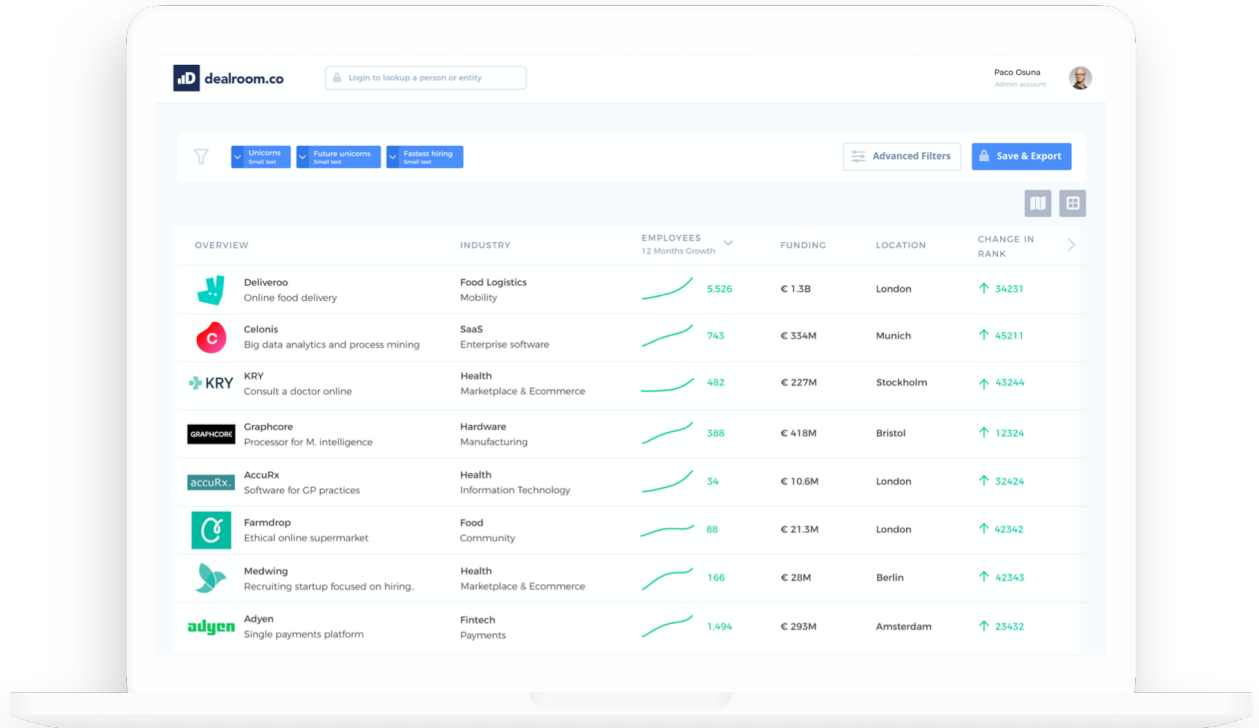 dealroom.co
Login to lookup a person or entity
Paco Osuna
Admin account
Unicorns
Small text
Future unicorns
Small text
Fastest hiring
Small text
Advanced Filters
Save & Export
OVERVIEW
INDUSTRY
EMPLOYEES
12 Months Growth
FUNDING
LOCATION
CHANGE IN
RANK
Deliveroo
Online food delivery
Food Logistics
Mobility
5,526
€ 1.3B
London
34231
C
Celonis
Big data analytics and process mining
SaaS
Enterprise software
743
€ 334M
Munich
45211
KRY
KRY
Consult a doctor online
Health
Marketplace & Ecommerce
482
€ 227M
Stockholm
43244
GRAPHCORE
Graphcore
Processor for M. intelligence
Hardware
Manufacturing
388
€ 418M
Bristol
12324
accuRx.
AccuRx
Software for GP practices
Health
Information Technology
34
€ 10.6M
London
32424
Farmdrop
Ethical online supermarket
Food
Community
88
€ 21.3M
London
42342
Medwing
Recruiting startup focused on hiring..
Health
Marketplace & Ecommerce
166
€ 28M
Berlin
42343
adyen
Adyen
Single payments platform
Fintech
Payments
1,494
€ 293M
Amsterdam
23432